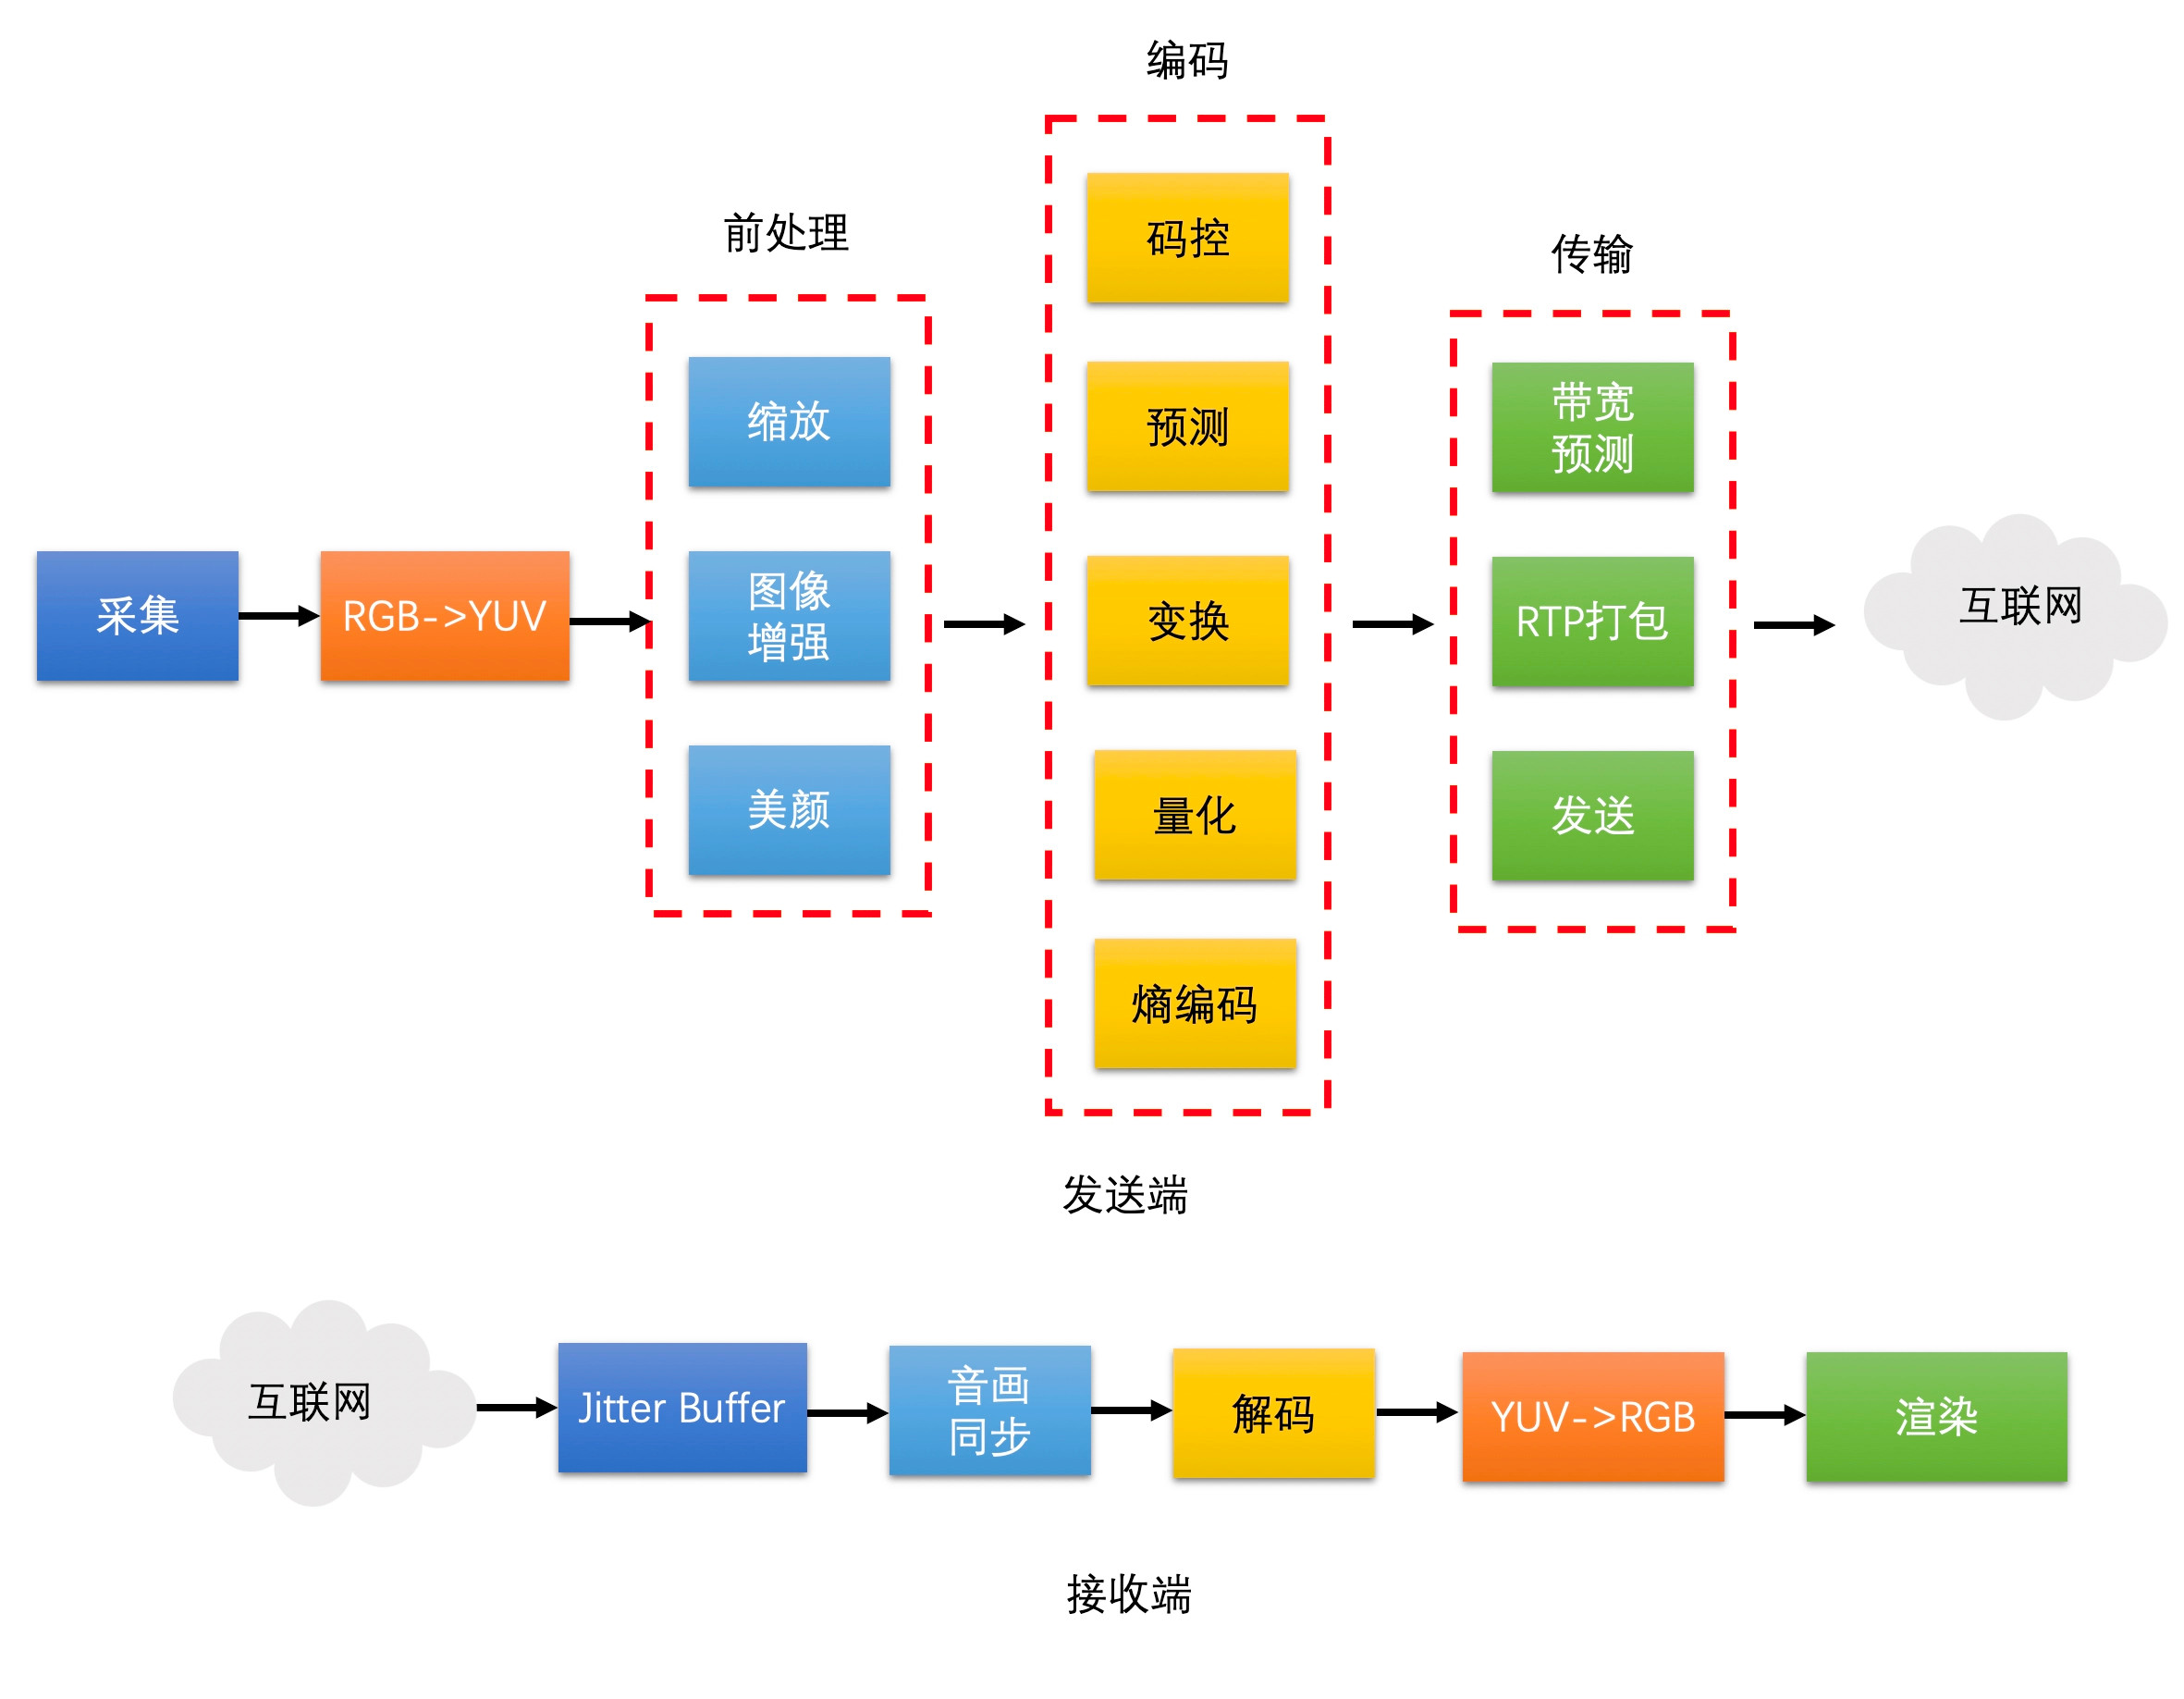 编码
码控
前处理
传输
缩放
预测
带宽
预测
采集
RGB->YUV
图像
增强
变换
RTP打包
互联网
美颜
量化
发送
熵编码
发送端
互联网
Jitter Buffer
音画
同步
解码
YUV->RGB
渲染
接收端